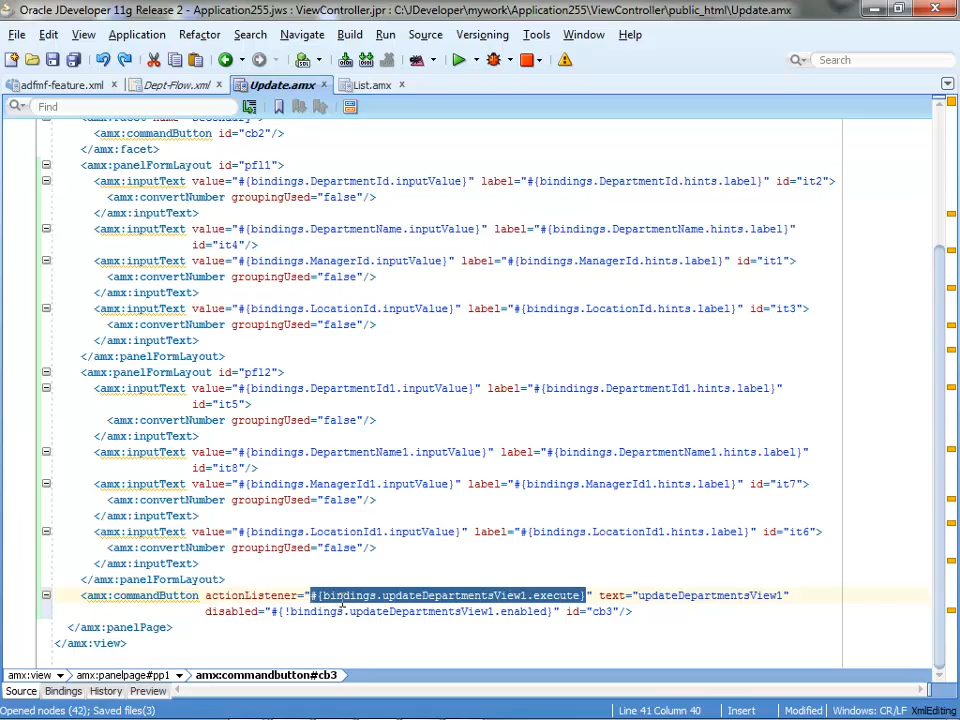 Oracle JDeveloper 11g Release 2 - Application255.jws : ViewController.jpr : C:\JDeveloper\mywork\Application255\ViewController\public_html\Update.amx
File Edit View Application Refactor Search Navigate Build Run Source Versioning Tools Window Help
Search
adfmf-feature.xml Dept-Flow.xml Update.amx List.amx
Find
<amx:commandButton id="cb2"/>
</amx:facet>
<amx:panelFormLayout id="pfl1">
<amx:inputText value="#{bindings.DepartmentId.inputValue}" label="#{bindings.DepartmentId.hints.label}" id="it2">
<amx:convertNumber groupingUsed="false"/>
</amx:inputText>
<amx:inputText value="#{bindings.DepartmentName.inputValue}" label="#{bindings.DepartmentName.hints.label}"
id="it4"/>
<amx:inputText value="#{bindings.ManagerId.inputValue}" label="#{bindings.ManagerId.hints.label}" id="it1">
<amx:convertNumber groupingUsed="false"/>
</amx:inputText>
<amx:inputText value="#{bindings.LocationId.inputValue}" label="#{bindings.LocationId.hints.label}" id="it3">
<amx:convertNumber groupingUsed="false"/>
</amx:inputText>
</amx:panelFormLayout>
<amx:panelFormLayout id="pfl2">
<amx:inputText value="#{bindings.DepartmentId1.inputValue}" label="#{bindings.DepartmentId1.hints.label}"
id="it5">
<amx:convertNumber groupingUsed="false"/>
</amx:inputText>
<amx:inputText value="#{bindings.DepartmentName1.inputValue}" label="#{bindings.DepartmentName1.hints.label}"
id="it8"/>
<amx:inputText value="#{bindings.ManagerId1.inputValue}" label="#{bindings.ManagerId1.hints.label}" id="it7">
<amx:convertNumber groupingUsed="false"/>
</amx:inputText>
<amx:inputText value="#{bindings.LocationId1.inputValue}" label="#{bindings.LocationId1.hints.label}" id="it6">
<amx:convertNumber groupingUsed="false"/>
</amx:inputText>
</amx:panelFormLayout>
<amx:commandButton actionListener="#{bindings.updateDepartmentsView1.execute}" text="updateDepartmentsView1"
disabled="#{!bindings.updateDepartmentsView1.enabled}" id="cb3"/>
</amx:panelPage>
</amx:view>
amx:view amx:panelpage#pp1 amx:commandbutton#cb3
Source Bindings History Preview
Opened nodes (42); Saved files(3) Line 41 Column 40 Insert Modified Windows: CR/LF XmlEditing